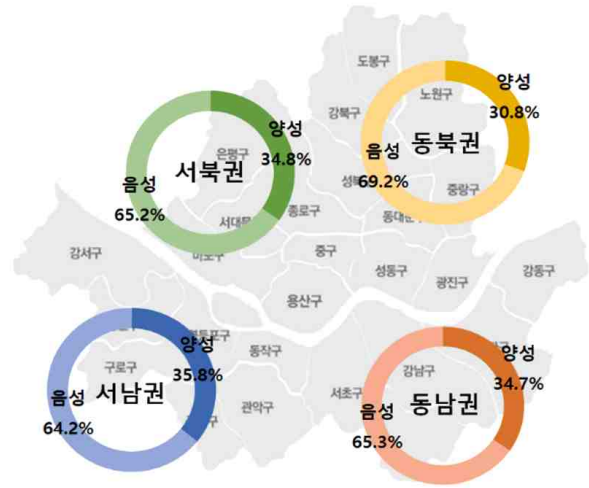 도봉구
노원구
강북구
양성
30.8%
동북권
음성
69.2%
중랑구
양성
34.8%
은평구
서북권
음성
65.2%
종로구
중구
성동구
광진구
강동구
강서구
용산구
동작구
구로구
양성
35.8%
서남권
음성
64.2%
관악구
서초구
강남구
양성
34.7%
동남권
음성
65.3%